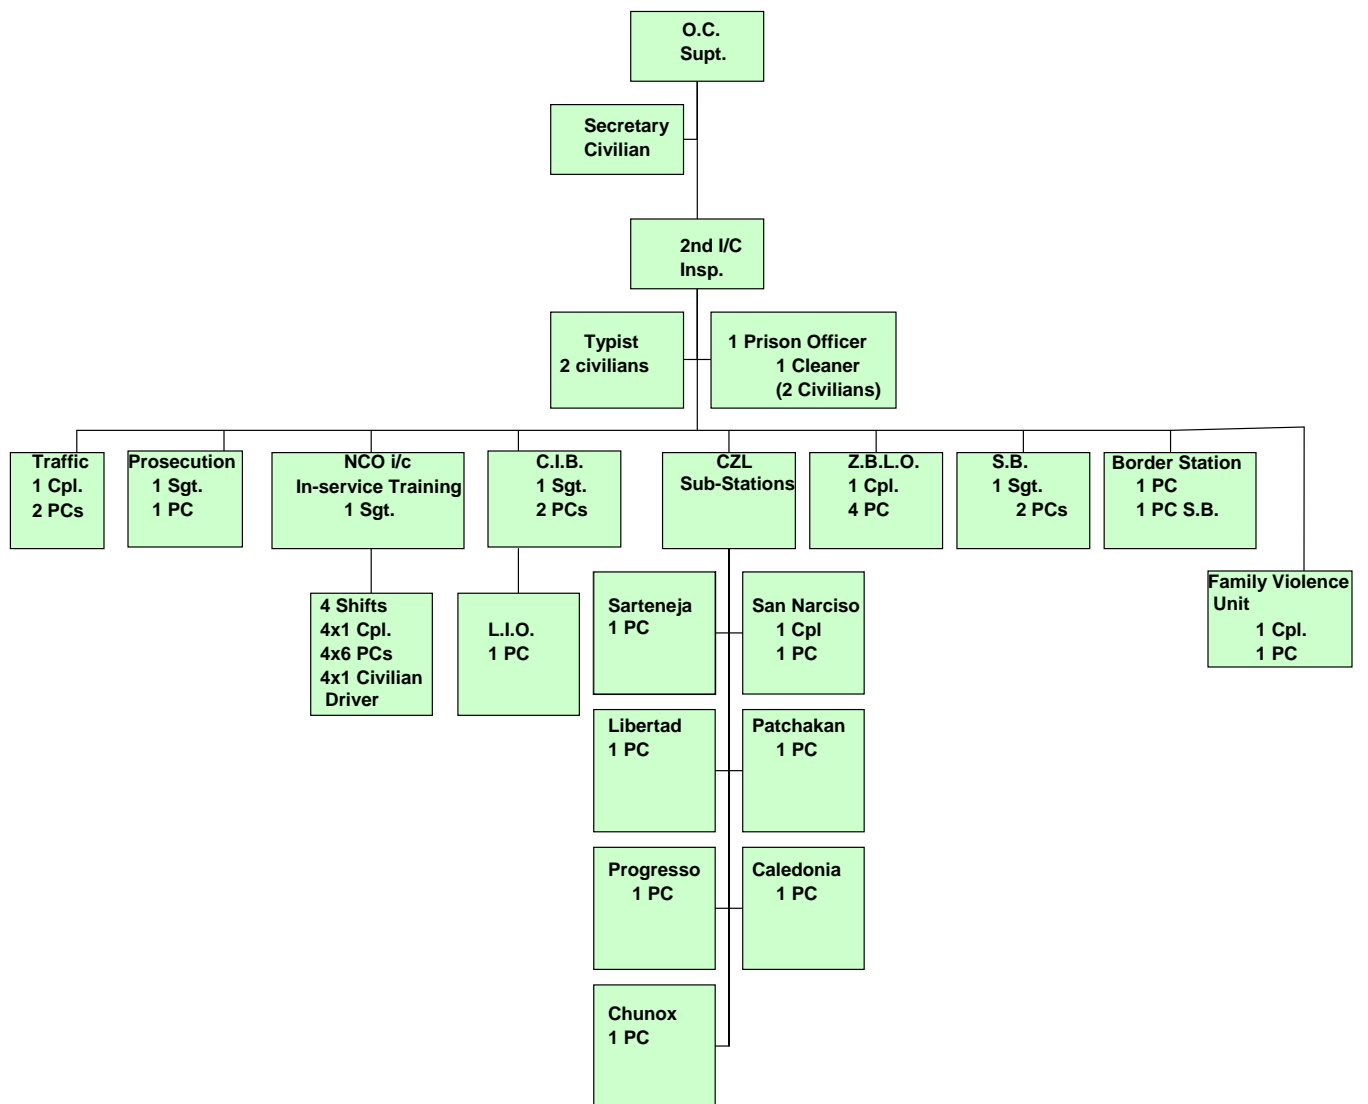 O.C.
Supt.
Secretary
Civilian
2nd I/C
Insp.
Typist
2 civilians
1 Prison Officer
1 Cleaner
(2 Civilians)
Traffic
1 Cpl.
2 PCs
Prosecution
1 Sgt.
1 PC
NCO i/c
In-service Training
1 Sgt.
C.I.B.
1 Sgt.
2 PCs
CZL
Sub-Stations
Z.B.L.O.
1 Cpl.
4 PC
S.B.
1 Sgt.
2 PCs
Border Station
1 PC
1 PC S.B.
Family Violence
Unit
1 Cpl.
1 PC
4 Shifts
4x1 Cpl.
4x6 PCs
4x1 Civilian
Driver
L.I.O.
1 PC
Sarteneja
1 PC
San Narciso
1 Cpl
1 PC
Libertad
1 PC
Patchakan
1 PC
Progresso
1 PC
Caledonia
1 PC
Chunox
1 PC